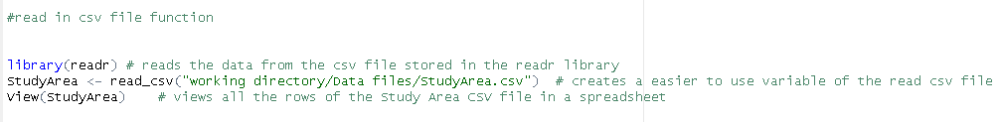 #read in csv file function
library(readr) # reads the data from the csv file stored in the readr library
StudyArea <- read_csv("working directory/Data files/StudyArea.csv")  # creates a easier to use variable of the read csv file
View(StudyArea)    # views all the rows of the Study Area CSV file in a spreadsheet